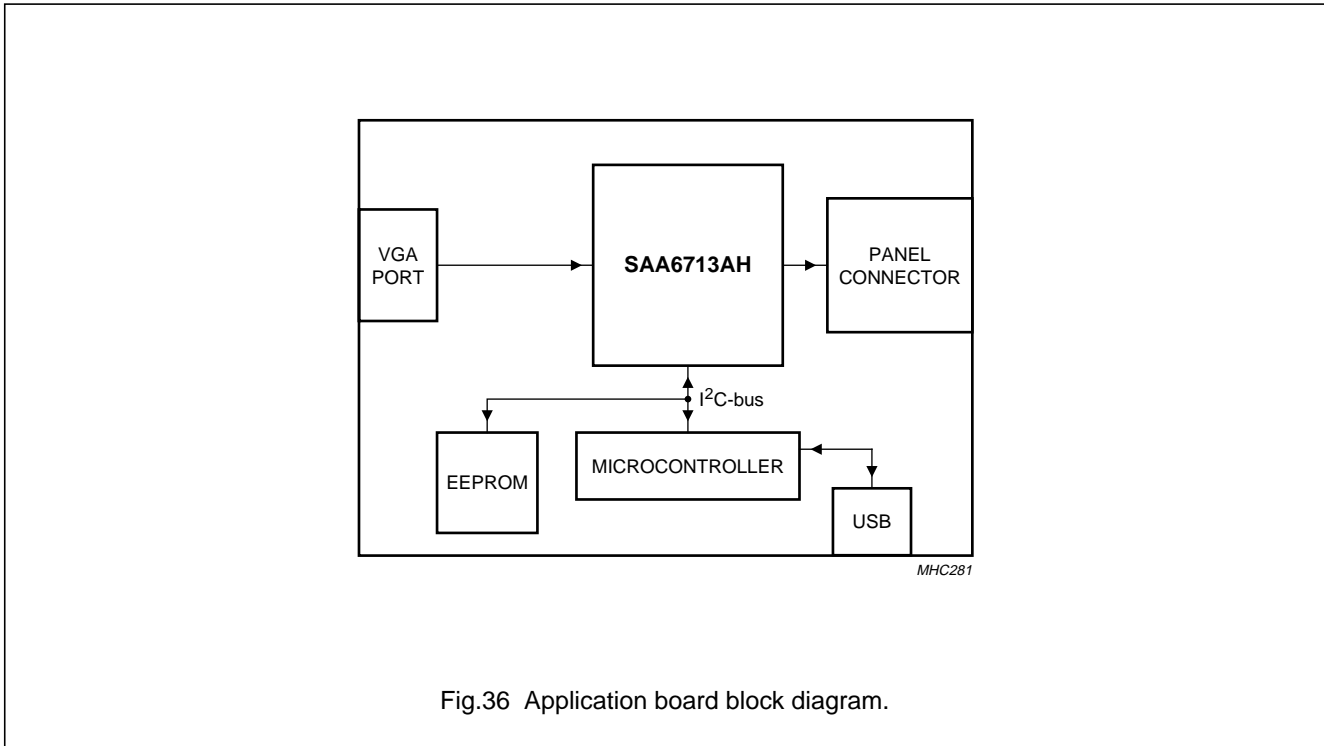 VGA
PORT
SAA6713AH
PANEL
CONNECTOR
I²C-bus
EEPROM
MICROCONTROLLER
USB
MHC281
Fig.36 Application board block diagram.